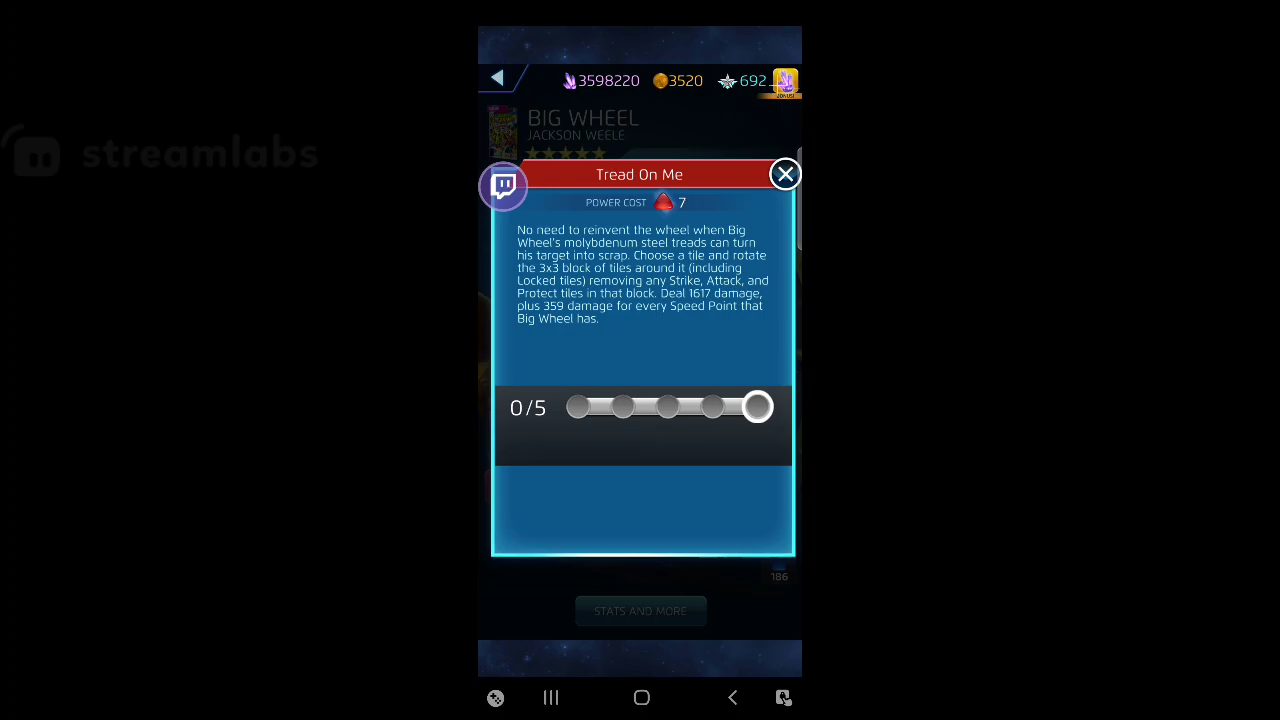 3598220 3520 692
BONUS!
BIG WHEEL
JACKSON WEELE
streamlabs
Tread On Me
POWER COST 7
No need to reinvent the wheel when Big
Wheel's molybdenum steel treads can turn
his target into scrap. Choose a tile and rotate
the 3x3 block of tiles around it (including
Locked tiles) removing any Strike, Attack, and
Protect tiles in that block. Deal 1617 damage,
plus 359 damage for every Speed Point that
Big Wheel has.
0/5
186
STATS AND MORE